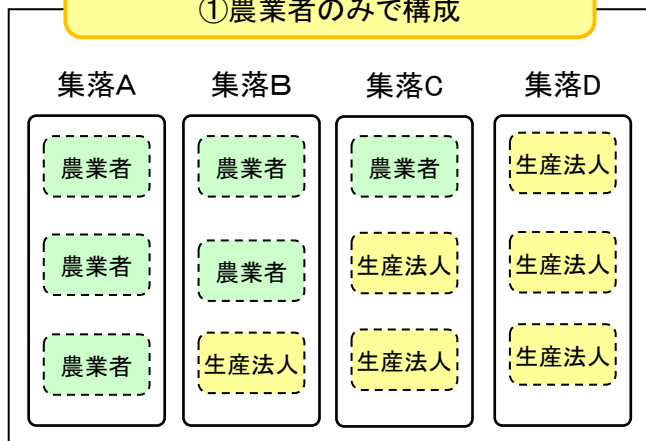 ①農業者のみで構成
集落A 集落B 集落C 集落D
農業者 農業者 農業者 生産法人
農業者 農業者 生産法人 生産法人
農業者 生産法人 生産法人 生産法人